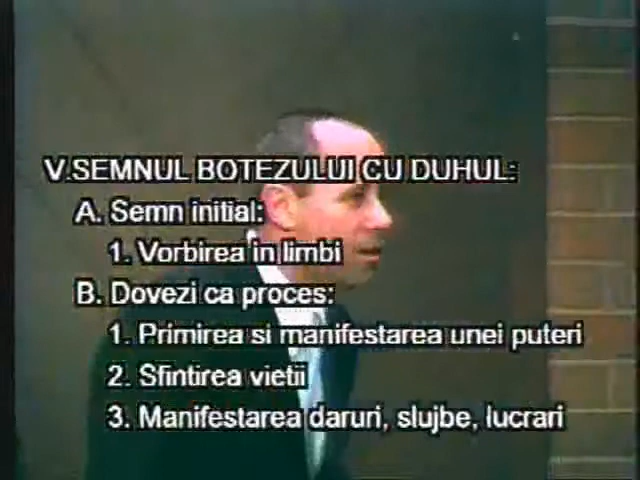 V.SEMNUL BOTEZULUI CU DUHUL:
A. Semn initial:
1. Vorbirea in limbi
B. Dovezi ca proces:
1. Primirea si manifestarea unei puteri
2. Sfintirea vietii
3. Manifestarea daruri, slujbe, lucrari